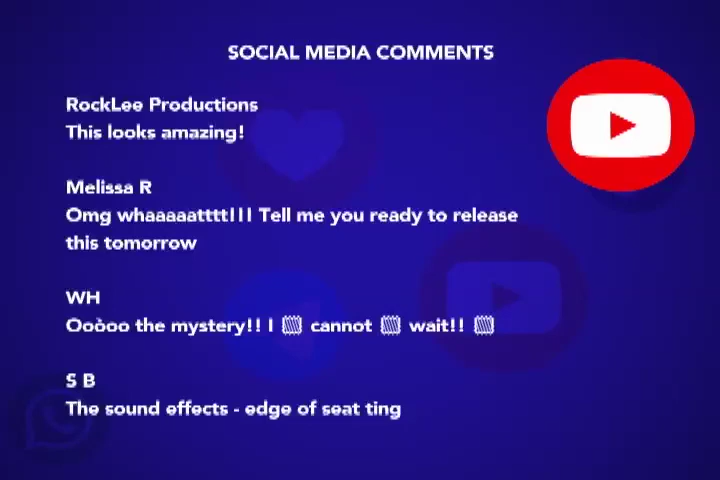 SOCIAL MEDIA COMMENTS
RockLee Productions
This looks amazing!
Melissa R
Omg whaaaaatttt!!! Tell me you ready to release
this tomorrow
WH
Ooòoo the mystery!! I cannot wait!!
S B
The sound effects - edge of seat ting